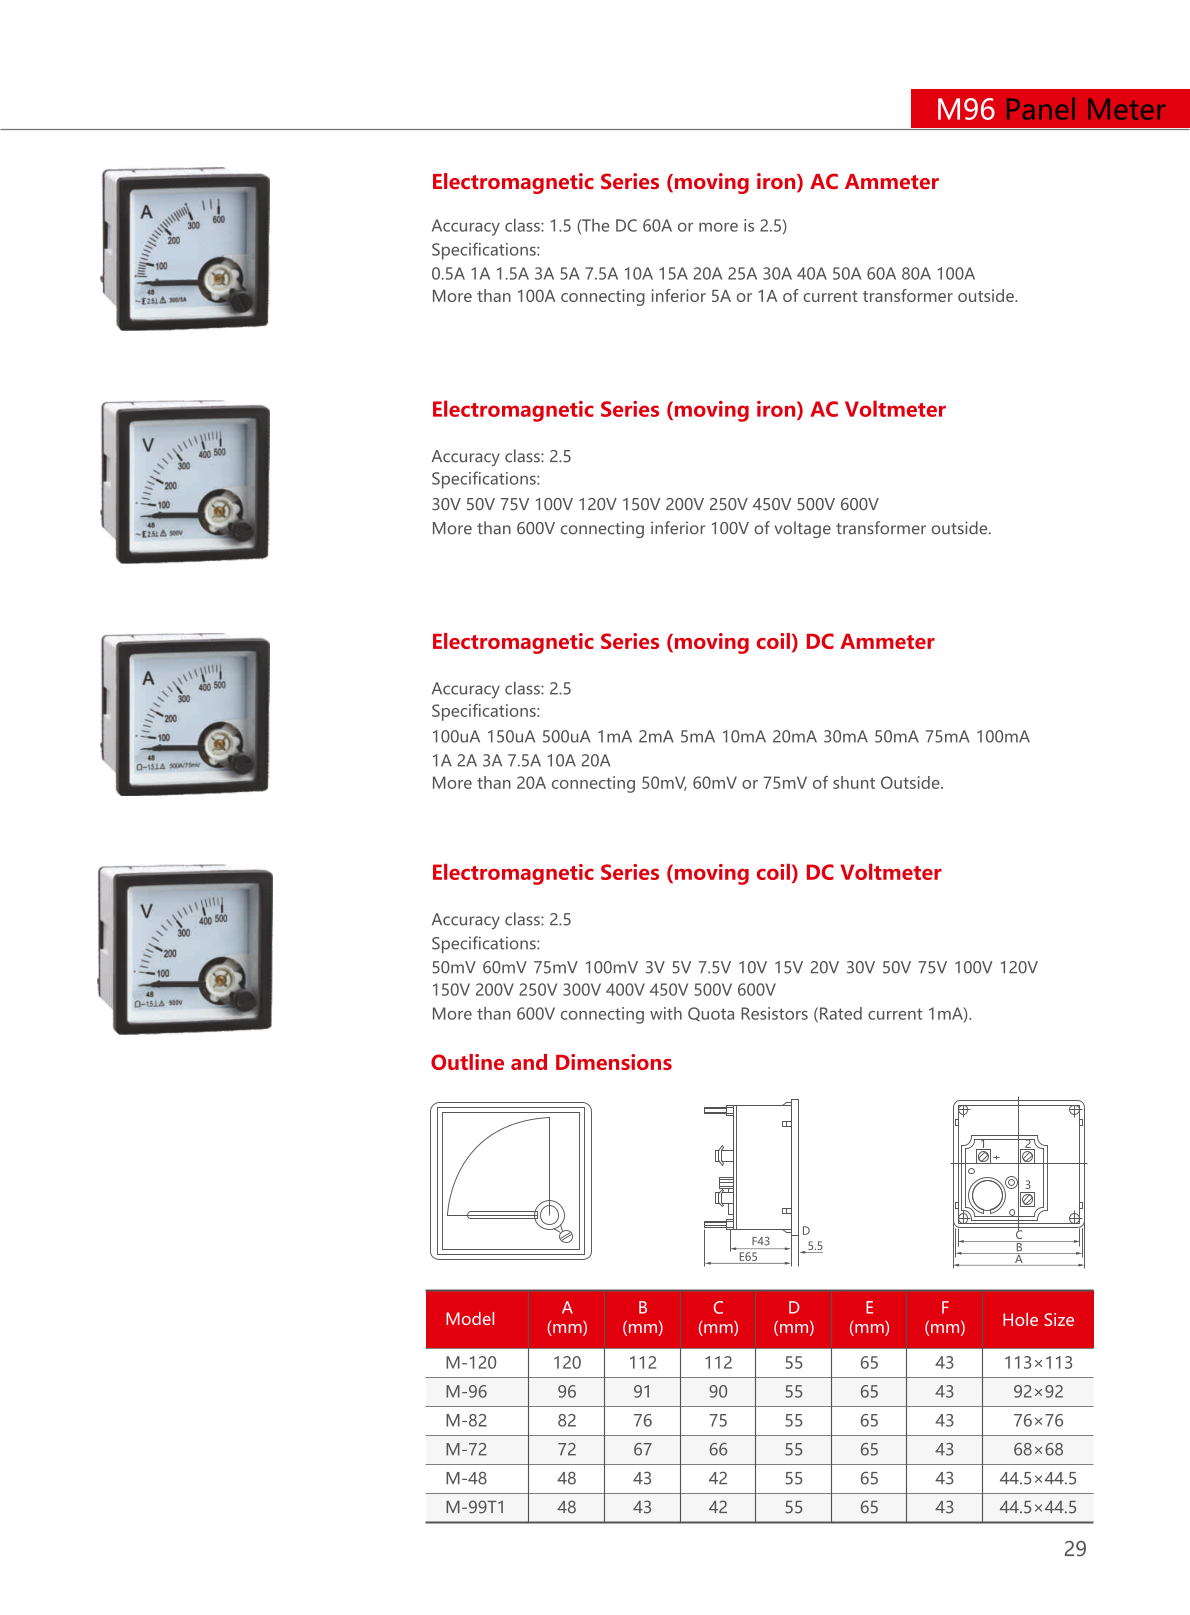 M96 Panel Meter
Electromagnetic Series (moving iron) AC Ammeter
Accuracy class: 1.5 (The DC 60A or more is 2.5)
Specifications:
0.5A 1A 1.5A 3A 5A 7.5A 10A 15A 20A 25A 30A 40A 50A 60A 80A 100A
More than 100A connecting inferior 5A or 1A of current transformer outside.
A
100
200
300
600
48
~ 2.5 300/5A
Electromagnetic Series (moving iron) AC Voltmeter
Accuracy class: 2.5
Specifications:
30V 50V 75V 100V 120V 150V 200V 250V 450V 500V 600V
More than 600V connecting inferior 100V of voltage transformer outside.
V
100
200
300
400 500
48
~ 2.5 500V
Electromagnetic Series (moving coil) DC Ammeter
Accuracy class: 2.5
Specifications:
100uA 150uA 500uA 1mA 2mA 5mA 10mA 20mA 30mA 50mA 75mA 100mA
1A 2A 3A 7.5A 10A 20A
More than 20A connecting 50mV, 60mV or 75mV of shunt Outside.
A
100
200
300
400 500
48
1.5 500A/75mV
Electromagnetic Series (moving coil) DC Voltmeter
Accuracy class: 2.5
Specifications:
50mV 60mV 75mV 100mV 3V 5V 7.5V 10V 15V 20V 30V 50V 75V 100V 120V
150V 200V 250V 300V 400V 450V 500V 600V
More than 600V connecting with Quota Resistors (Rated current 1mA).
V
100
200
300
400 500
48
1.5 500V
Outline and Dimensions
F43
E65
D
5.5
1 + 2
3
C
B
A
Model A (mm) B (mm) C (mm) D (mm) E (mm) F (mm) Hole Size
M-120 120 112 112 55 65 43 113×113
M-96 96 91 90 55 65 43 92×92
M-82 82 76 75 55 65 43 76×76
M-72 72 67 66 55 65 43 68×68
M-48 48 43 42 55 65 43 44.5×44.5
M-99T1 48 43 42 55 65 43 44.5×44.5
29